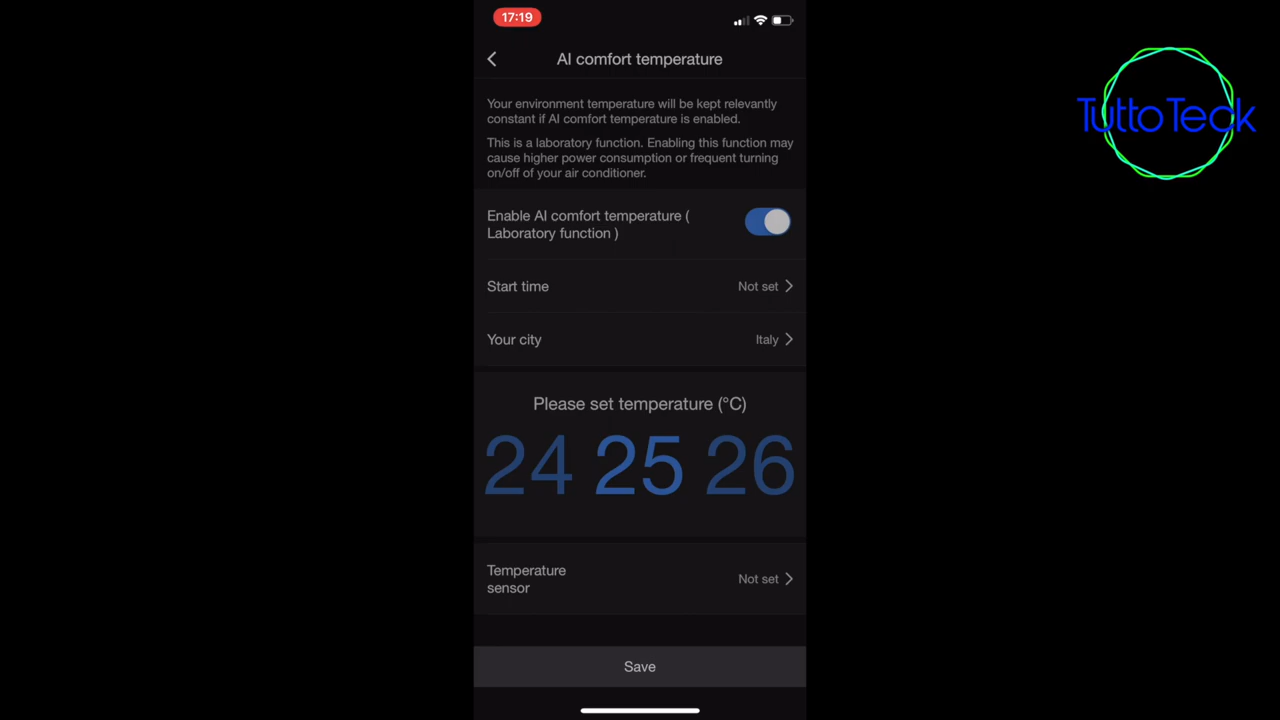 17:19
AI comfort temperature
TuttoTeck
Your environment temperature will be kept relevantly
constant if AI comfort temperature is enabled.
This is a laboratory function. Enabling this function may
cause higher power consumption or frequent turning
on/off of your air conditioner.
Enable AI comfort temperature (
Laboratory function )
Start time Not set
Your city Italy
Please set temperature (°C)
24 25 26
Temperature
sensor
Not set
Save